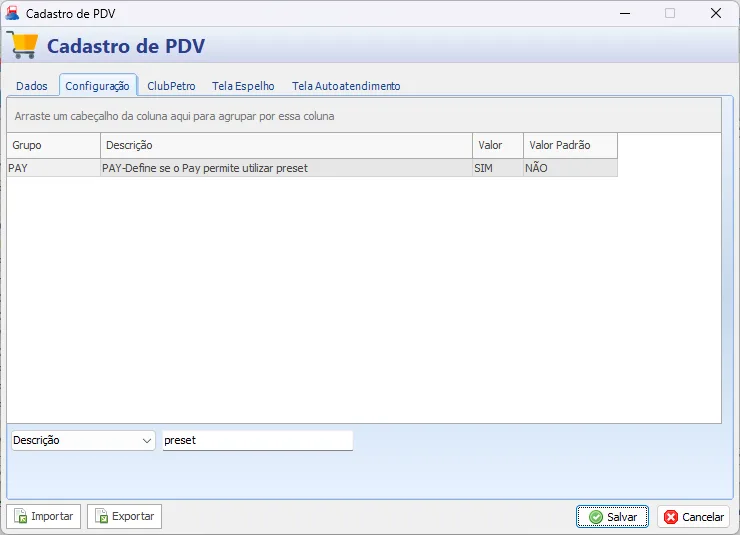 Cadastro de PDV
Cadastro de PDV
Dados Configuração ClubPetro Tela Espelho Tela Autoatendimento
Arraste um cabeçalho da coluna aqui para agrupar por essa coluna
Grupo Descrição Valor Valor Padrão
PAY PAY-Define se o Pay permite utilizar preset SIM NÃO
Descrição preset
Importar Exportar Salvar Cancelar